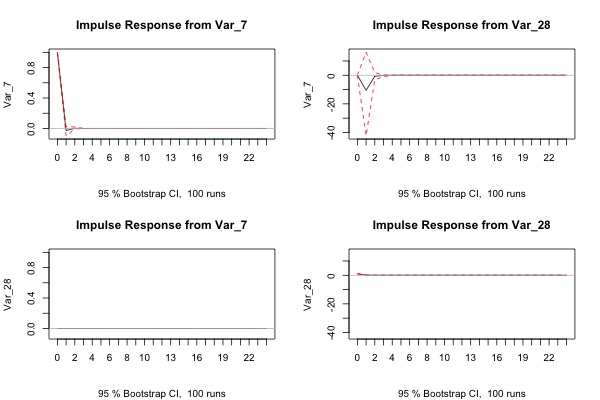 Impulse Response from Var_7
Var_7
0.0 0.4 0.8
0 2 4 6 8 10 13 16 19 22
95 % Bootstrap CI, 100 runs
Impulse Response from Var_28
Var_7
-40 -20 0
0 2 4 6 8 10 13 16 19 22
95 % Bootstrap CI, 100 runs
Impulse Response from Var_7
Var_28
0.0 0.4 0.8
0 2 4 6 8 10 13 16 19 22
95 % Bootstrap CI, 100 runs
Impulse Response from Var_28
Var_28
-40 -20 0
0 2 4 6 8 10 13 16 19 22
95 % Bootstrap CI, 100 runs